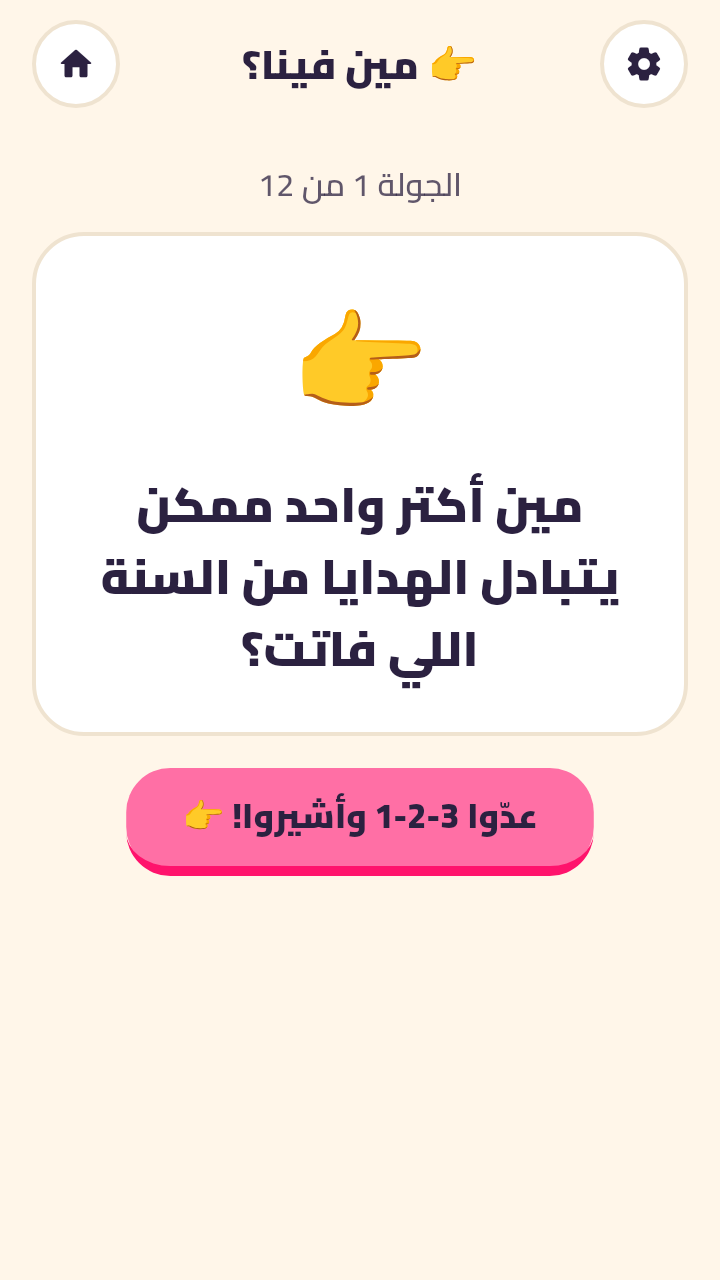 👉 مين فينا؟
الجولة 1 من 12
مين أكتر واحد ممكن
يتبادل الهدايا من السنة
اللي فاتت؟
عدّوا 3-2-1 وأشيروا! 👉